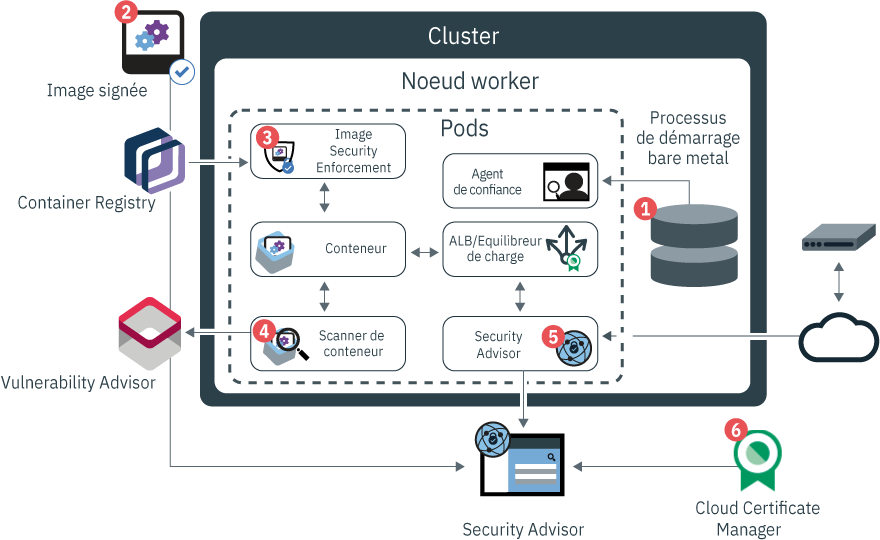 2
Image signée
Cluster
Noeud worker
Pods
3
Image
Security
Enforcement
Container Registry
Agent
de confiance
Processus
de démarrage
bare metal
1
Conteneur
ALB/Equilibreur
de charge
4
Scanner de
conteneur
Security
Advisor
5
Vulnerability Advisor
Security Advisor
6
Cloud Certificate
Manager